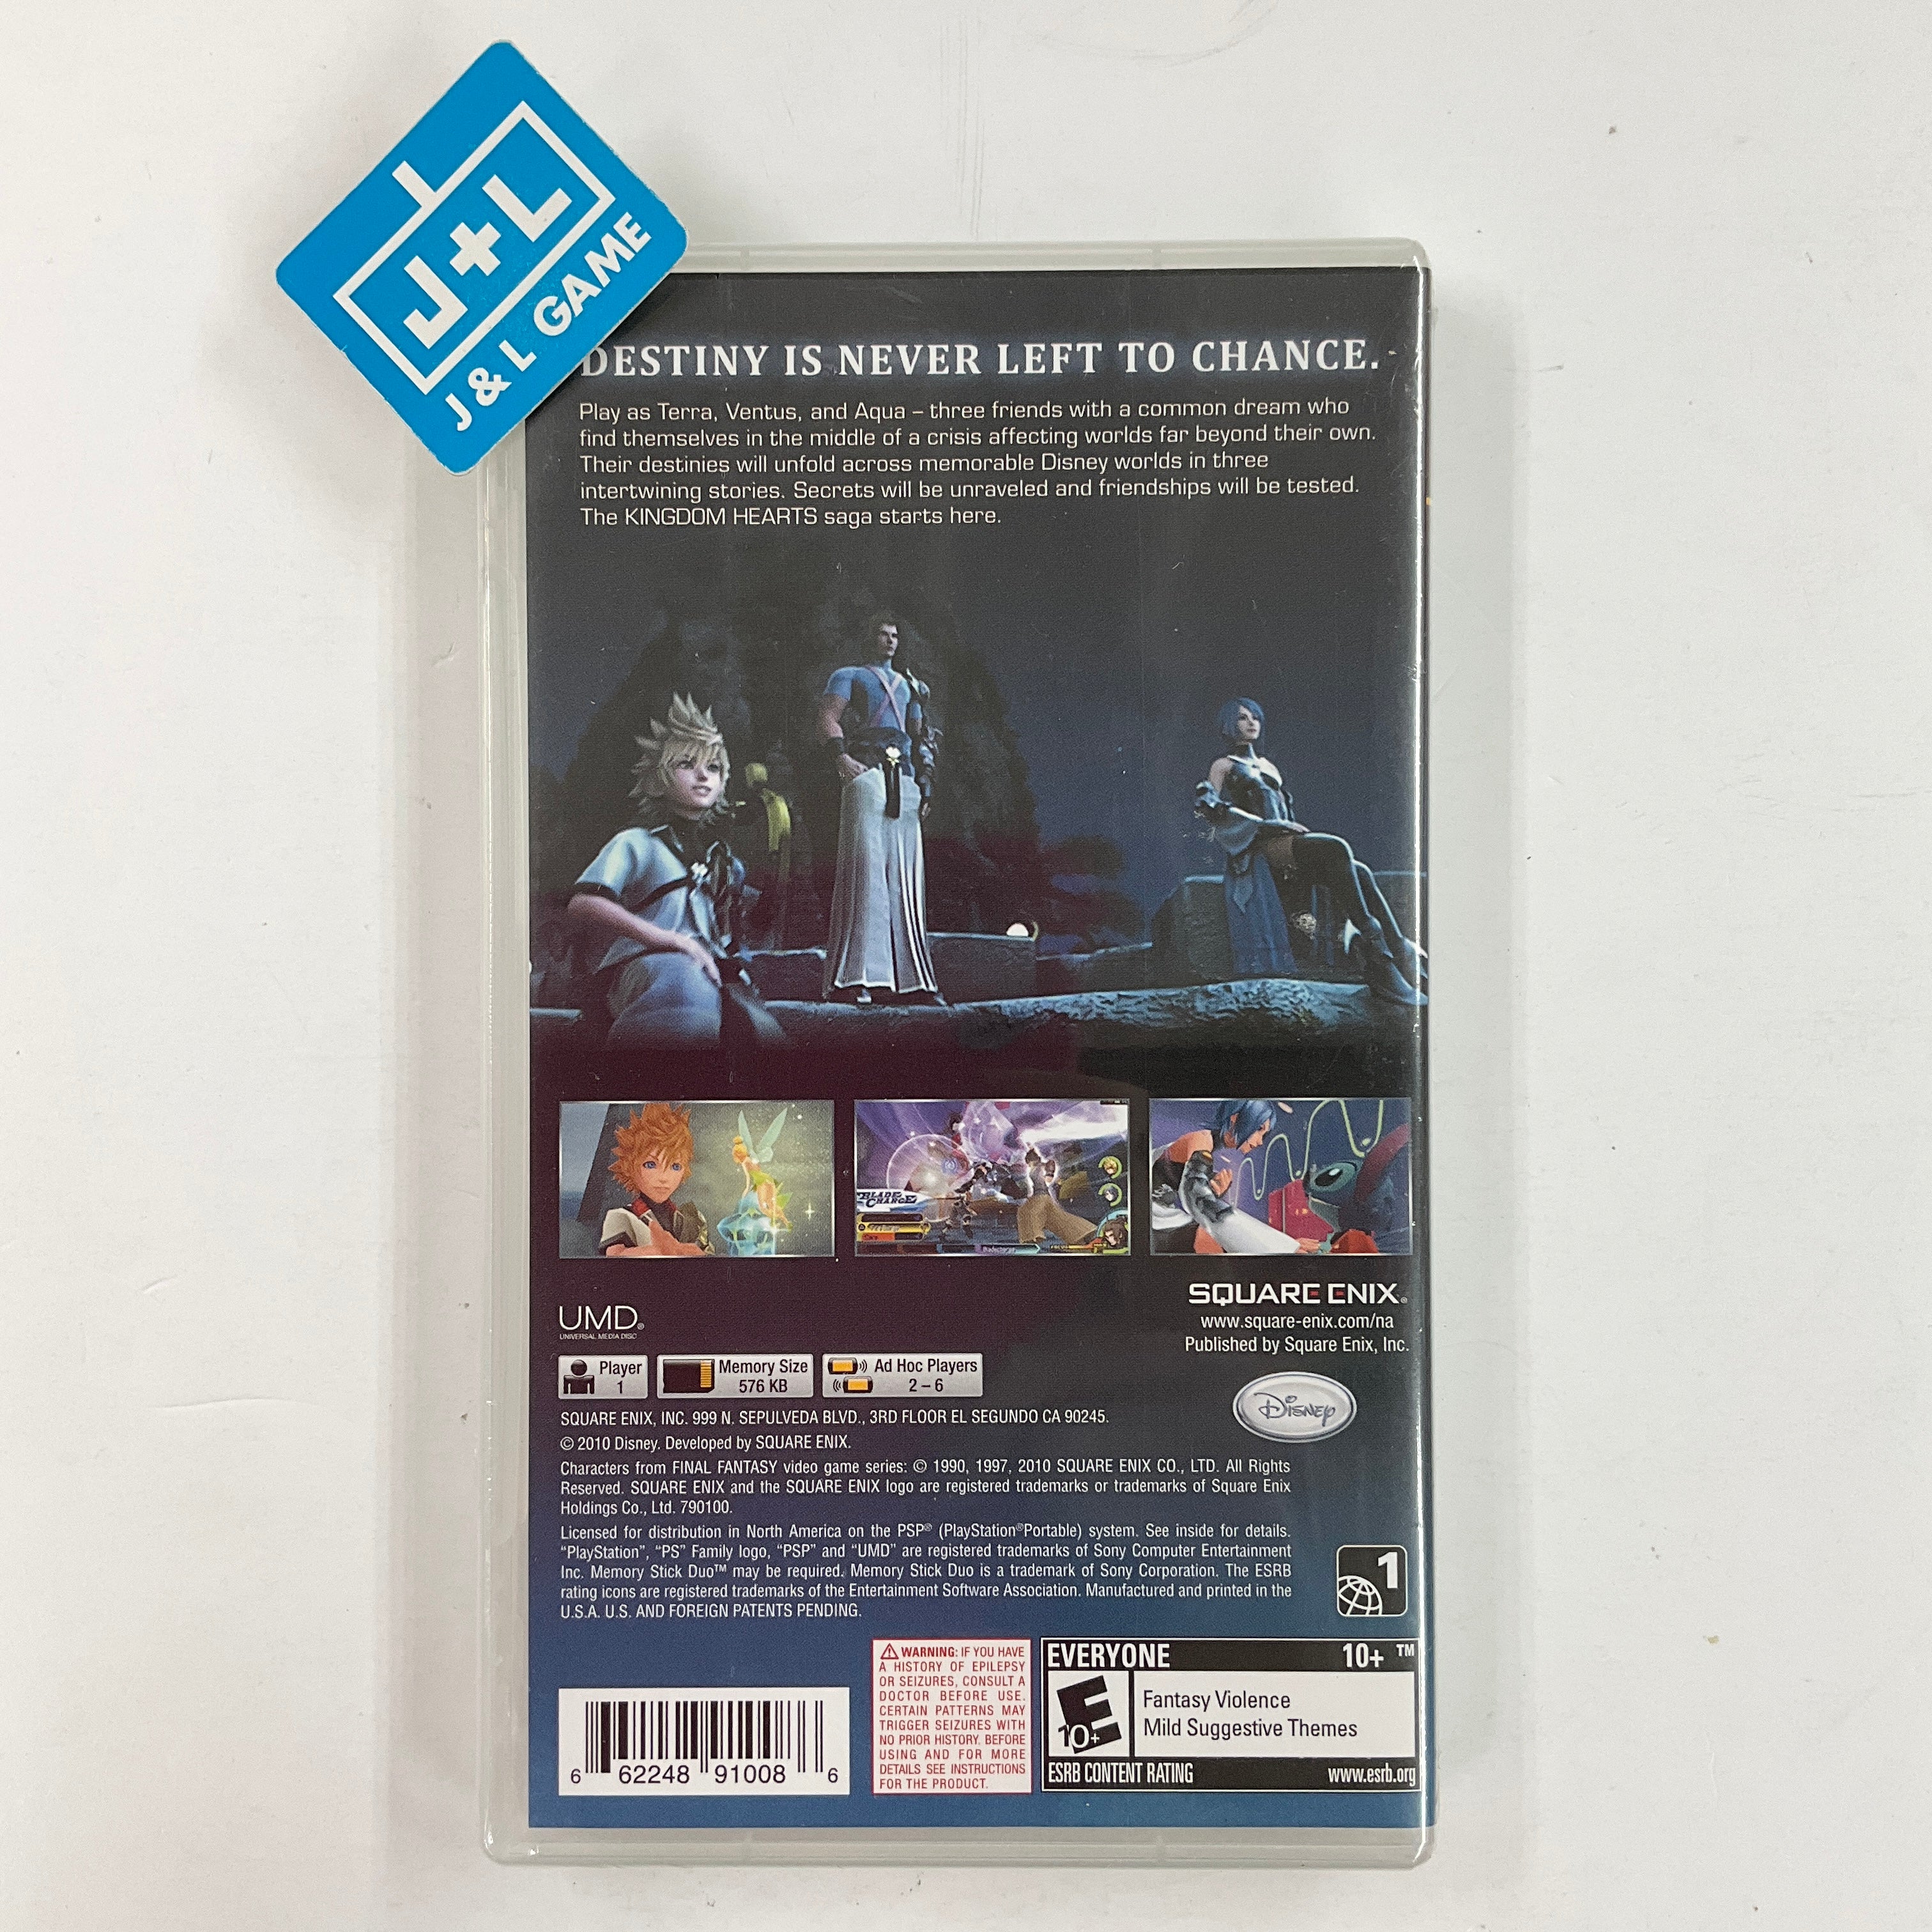 J+L
J & L GAME
DESTINY IS NEVER LEFT TO CHANCE.
Play as Terra, Ventus, and Aqua – three friends with a common dream who
find themselves in the middle of a crisis affecting worlds far beyond their own.
Their destinies will unfold across memorable Disney worlds in three
intertwining stories. Secrets will be unraveled and friendships will be tested.
The KINGDOM HEARTS saga starts here.
BLADE CHARGE
SQUARE ENIX®
www.square-enix.com/na
Published by Square Enix, Inc.
UMD®
UNIVERSAL MEDIA DISC
Player
1
Memory Size
576 KB
Ad Hoc Players
2 – 6
Disney
SQUARE ENIX, INC. 999 N. SEPULVEDA BLVD., 3RD FLOOR EL SEGUNDO CA 90245.
© 2010 Disney. Developed by SQUARE ENIX.
Characters from FINAL FANTASY video game series: © 1990, 1997, 2010 SQUARE ENIX CO., LTD. All Rights
Reserved. SQUARE ENIX and the SQUARE ENIX logo are registered trademarks or trademarks of Square Enix
Holdings Co., Ltd. 790100.
Licensed for distribution in North America on the PSP® (PlayStation®Portable) system. See inside for details.
“PlayStation”, “PS” Family logo, “PSP” and “UMD” are registered trademarks of Sony Computer Entertainment
Inc. Memory Stick Duo™ may be required. Memory Stick Duo is a trademark of Sony Corporation. The ESRB
rating icons are registered trademarks of the Entertainment Software Association. Manufactured and printed in the
U.S.A. U.S. AND FOREIGN PATENTS PENDING.
1
WARNING: IF YOU HAVE
A HISTORY OF EPILEPSY
OR SEIZURES, CONSULT A
DOCTOR BEFORE USE.
CERTAIN PATTERNS MAY
TRIGGER SEIZURES WITH
NO PRIOR HISTORY. BEFORE
USING AND FOR MORE
DETAILS SEE INSTRUCTIONS
FOR THE PRODUCT.
EVERYONE 10+ ™
E 10+
Fantasy Violence
Mild Suggestive Themes
ESRB CONTENT RATING www.esrb.org
6 62248 91008 6